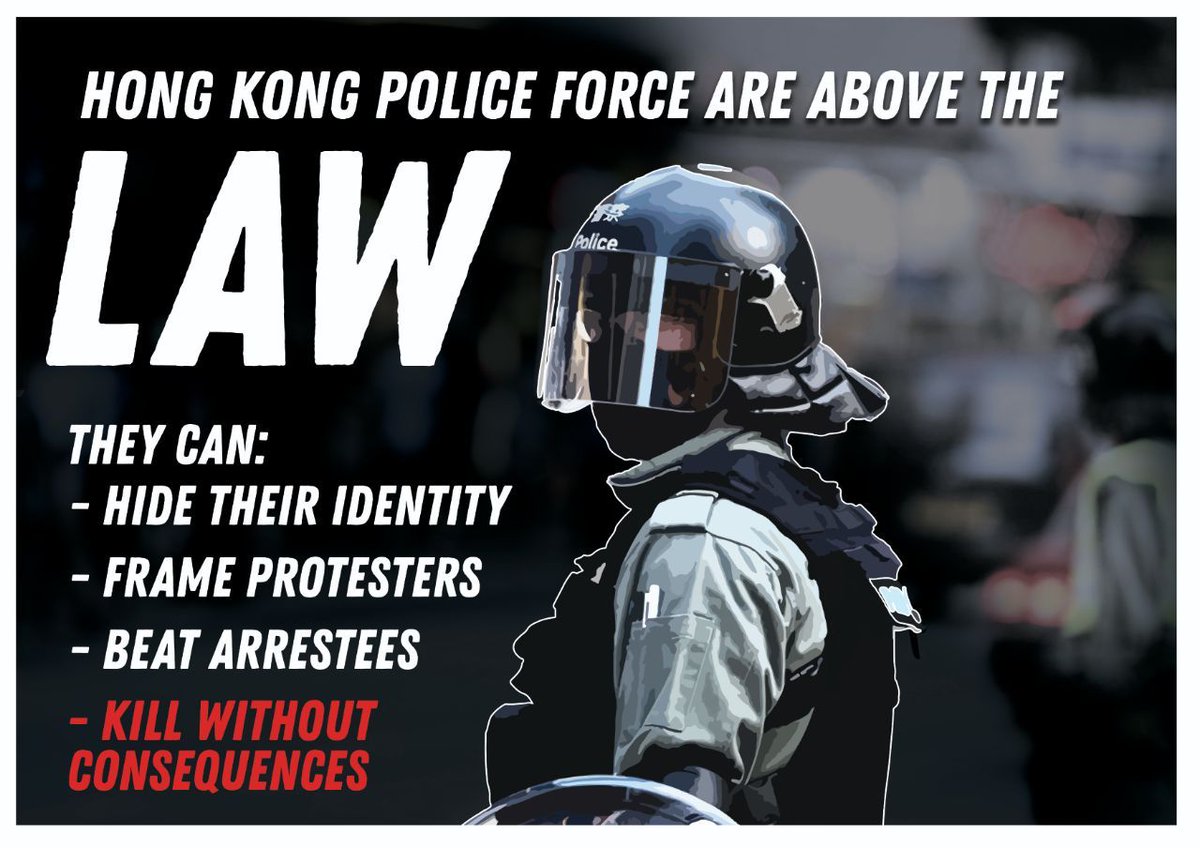 HONG KONG POLICE FORCE ARE ABOVE THE
LAW
Police
THEY CAN:
- HIDE THEIR IDENTITY
- FRAME PROTESTERS
- BEAT ARRESTEES
- KILL WITHOUT
CONSEQUENCES